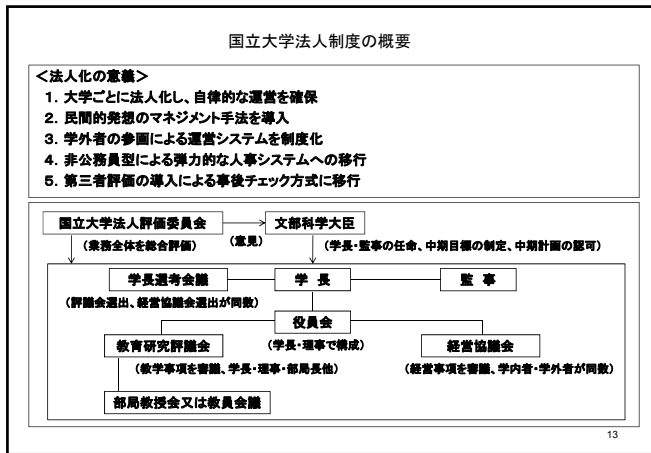 国立大学法人制度の概要
＜法人化の意義＞
1．大学ごとに法人化し、自律的な運営を確保
2．民間的発想のマネジメント手法を導入
3．学外者の参画による運営システムを制度化
4．非公務員型による弾力的な人事システムへの移行
5．第三者評価の導入による事後チェック方式に移行
国立大学法人評価委員会
文部科学大臣
（意見）
（業務全体を総合評価）
（学長・監事の任命、中期目標の制定、中期計画の認可）
学長選考会議
学 長
監 事
（評議会選出、経営協議会選出が同数）
役員会
（学長・理事で構成）
教育研究評議会
経営協議会
（教学事項を審議、学長・理事・部局長他）
（経営事項を審議、学内者・学外者が同数）
部局教授会又は教員会議
13